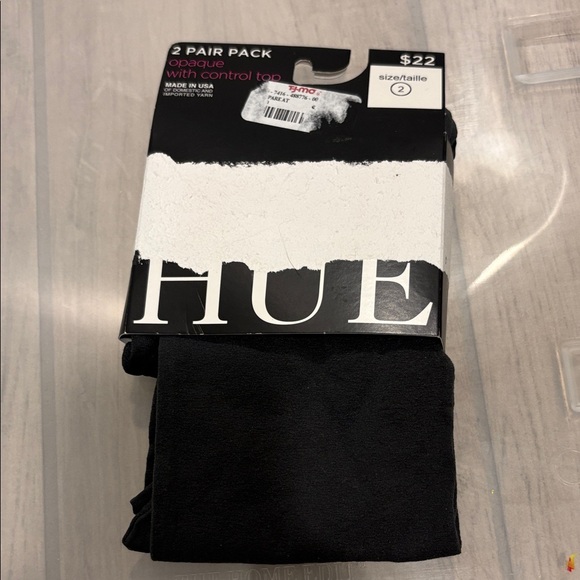 2 PAIR PACK
opaque
with control top
MADE IN USA
OF DOMESTIC AND
IMPORTED YARN
$22
size/taille
2
HUE